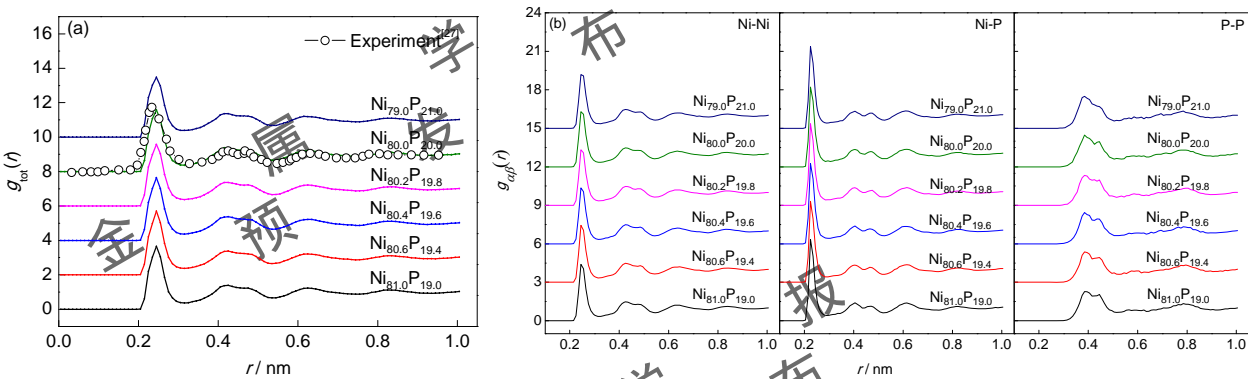 (a)
Experiment[27]
16
14
12
10
8
6
4
2
0
gtot(r)
Ni79.0P21.0
Ni80.0P20.0
Ni80.2P19.8
Ni80.4P19.6
Ni80.6P19.4
Ni81.0P19.0
0.0 0.2 0.4 0.6 0.8 1.0
r / nm
(b)
Ni-Ni
Ni-P
P-P
24
21
18
15
12
9
6
3
0
gαβ(r)
Ni79.0P21.0
Ni80.0P20.0
Ni80.2P19.8
Ni80.4P19.6
Ni80.6P19.4
Ni81.0P19.0
Ni79.0P21.0
Ni80.0P20.0
Ni80.2P19.8
Ni80.4P19.6
Ni80.6P19.4
Ni81.0P19.0
Ni79.0P21.0
Ni80.0P20.0
Ni80.2P19.8
Ni80.4P19.6
Ni80.6P19.4
Ni81.0P19.0
0.2 0.4 0.6 0.8 1.0
0.2 0.4 0.6 0.8 1.0
0.2 0.4 0.6 0.8 1.0
r / nm
学
布
属
发
金
预
报
学
布